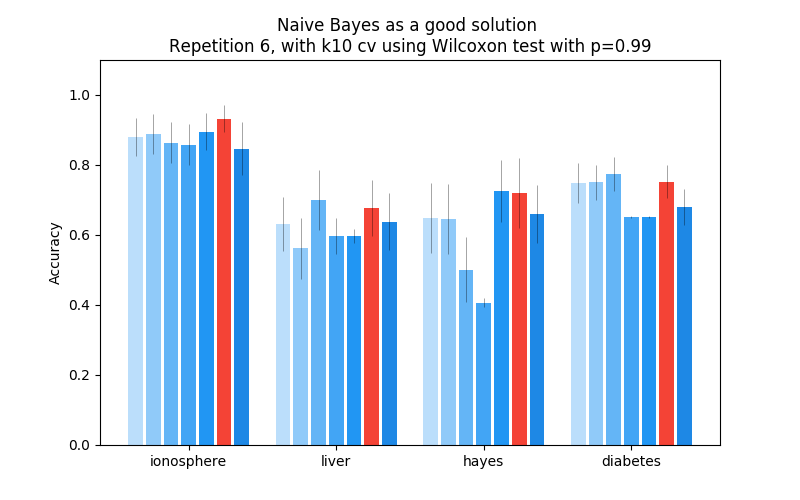 Naive Bayes as a good solution
Repetition 6, with k10 cv using Wilcoxon test with p=0.99
1.0
0.8
0.6
0.4
0.2
0.0
Accuracy
ionosphere
liver
hayes
diabetes